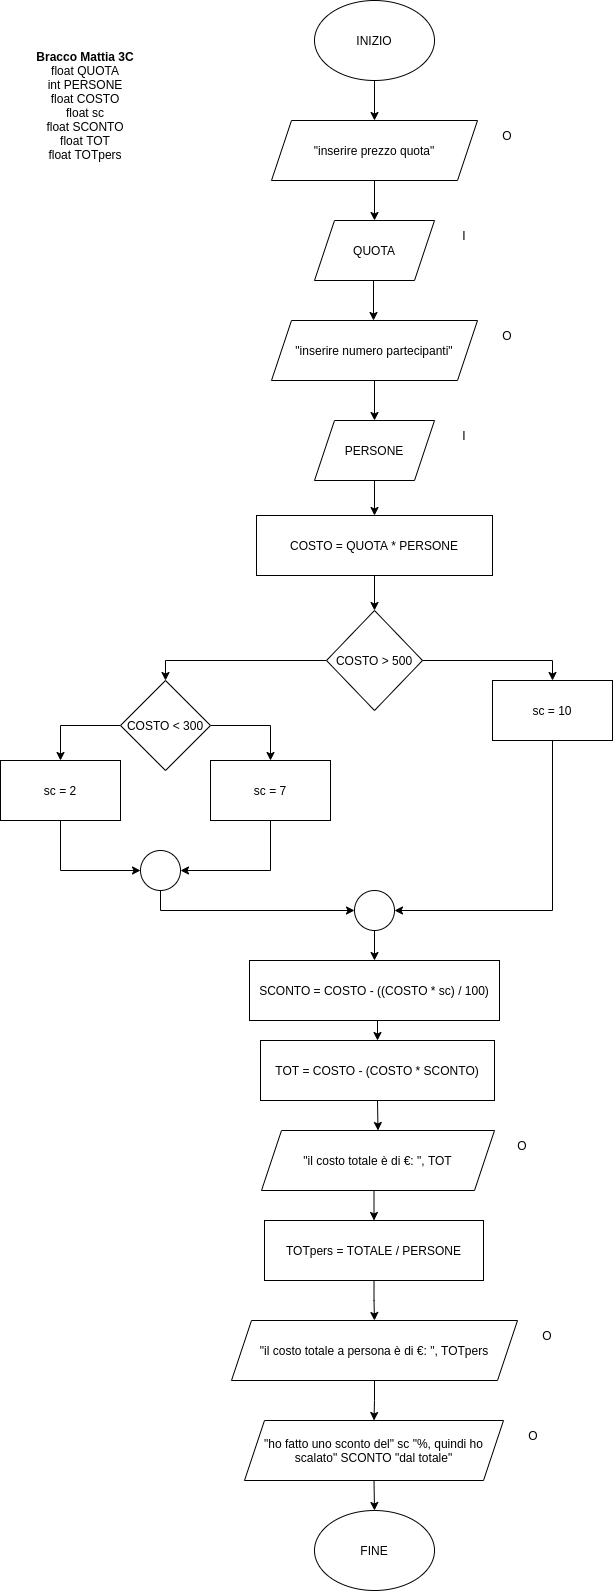 Bracco Mattia 3C
float QUOTA
int PERSONE
float COSTO
float sc
float SCONTO
float TOT
float TOTpers
INIZIO
"inserire prezzo quota"
O
QUOTA
I
"inserire numero partecipanti"
O
PERSONE
I
COSTO = QUOTA * PERSONE
COSTO > 500
COSTO < 300
sc = 10
sc = 2
sc = 7
SCONTO = COSTO - ((COSTO * sc) / 100)
TOT = COSTO - (COSTO * SCONTO)
"il costo totale è di €: ", TOT
O
TOTpers = TOTALE / PERSONE
"il costo totale a persona è di €: ", TOTpers
O
"ho fatto uno sconto del" sc "%, quindi ho
scalato" SCONTO "dal totale"
O
FINE